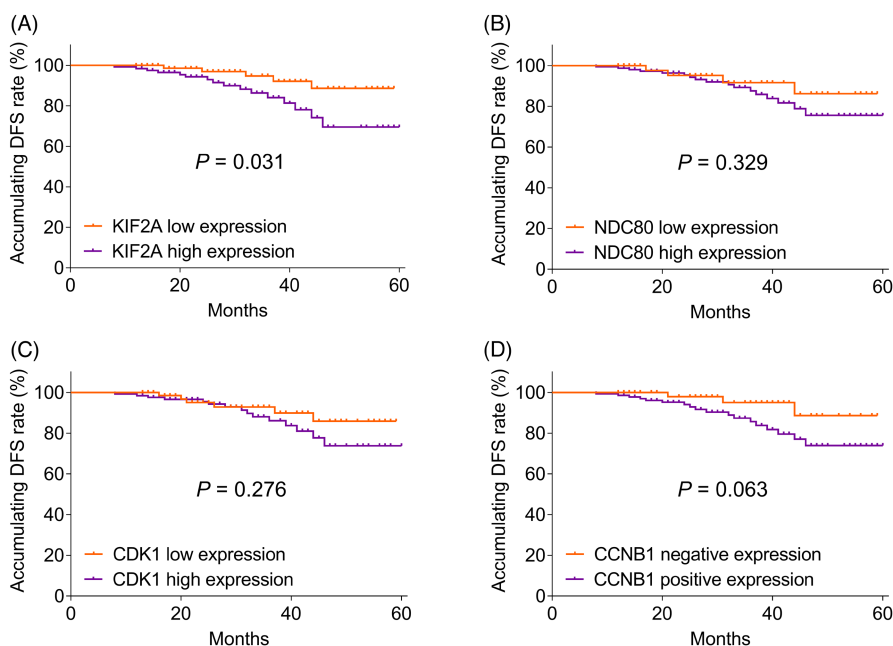 (A)
Accumulating DFS rate (%)
100
80
60
40
20
0
P = 0.031
KIF2A low expression
KIF2A high expression
0 20 40 60
Months
(B)
Accumulating DFS rate (%)
100
80
60
40
20
0
P = 0.329
NDC80 low expression
NDC80 high expression
0 20 40 60
Months
(C)
Accumulating DFS rate (%)
100
80
60
40
20
0
P = 0.276
CDK1 low expression
CDK1 high expression
0 20 40 60
Months
(D)
Accumulating DFS rate (%)
100
80
60
40
20
0
P = 0.063
CCNB1 negative expression
CCNB1 positive expression
0 20 40 60
Months